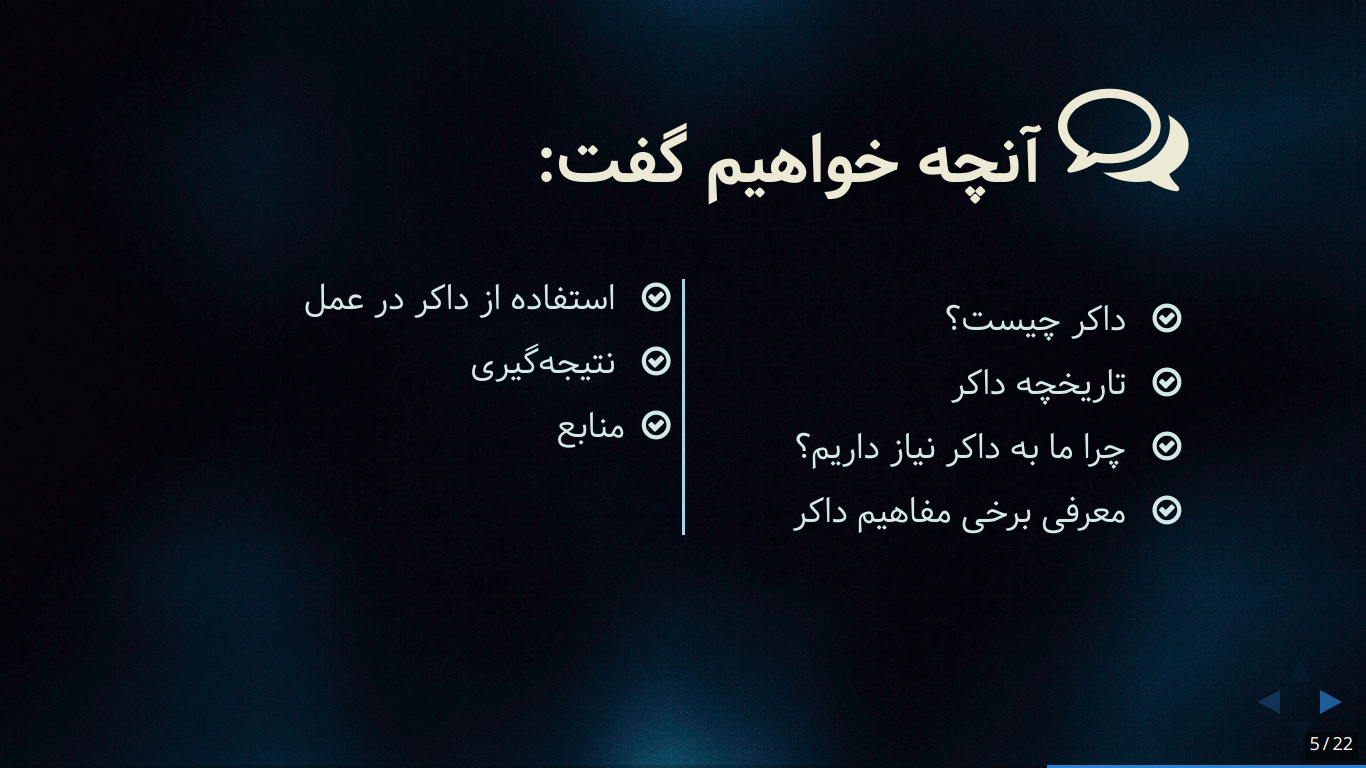 آنچه خواهیم گفت:
داکر چیست؟
تاریخچه داکر
چرا ما به داکر نیاز داریم؟
معرفی برخی مفاهیم داکر
استفاده از داکر در عمل
نتیجه‌گیری
منابع
5 / 22